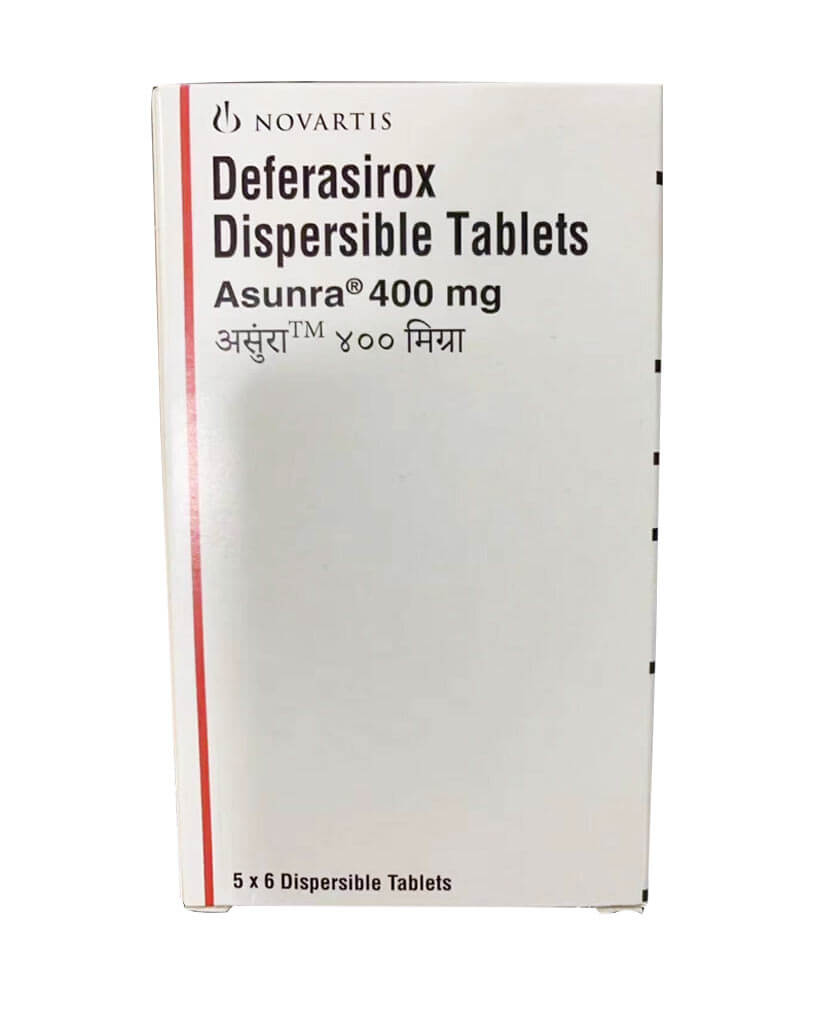 NOVARTIS
Deferasirox
Dispersible Tablets
Asunra® 400 mg
असुंरा™ ४०० मिग्रा
5 x 6 Dispersible Tablets